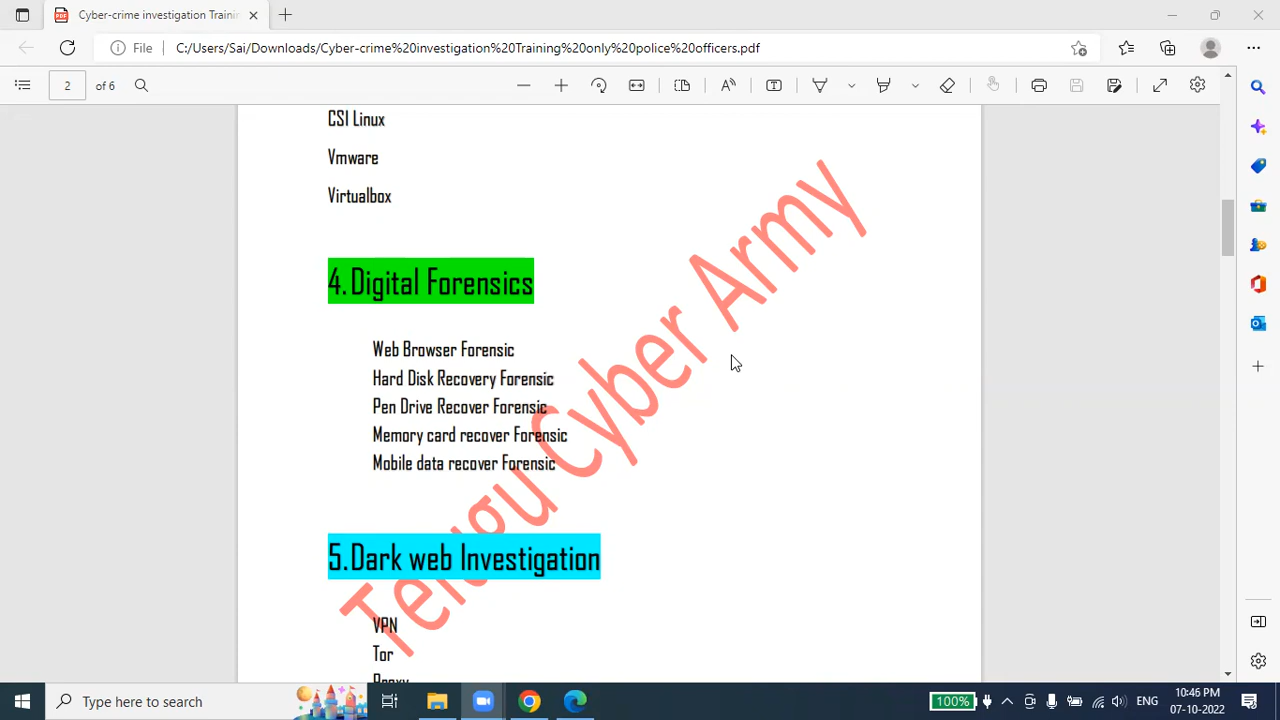 Cyber-crime investigation Trainin
File
C:/Users/Sai/Downloads/Cyber-crime%20investigation%20Training%20only%20police%20officers.pdf
2
of 6
CSI Linux
Vmware
Virtualbox
4.Digital Forensics
Web Browser Forensic
Hard Disk Recovery Forensic
Pen Drive Recover Forensic
Memory card recover Forensic
Mobile data recover Forensic
5.Dark web Investigation
VPN
Tor
Proxy
Telugu Cyber Army
Type here to search
100%
ENG
10:46 PM
07-10-2022